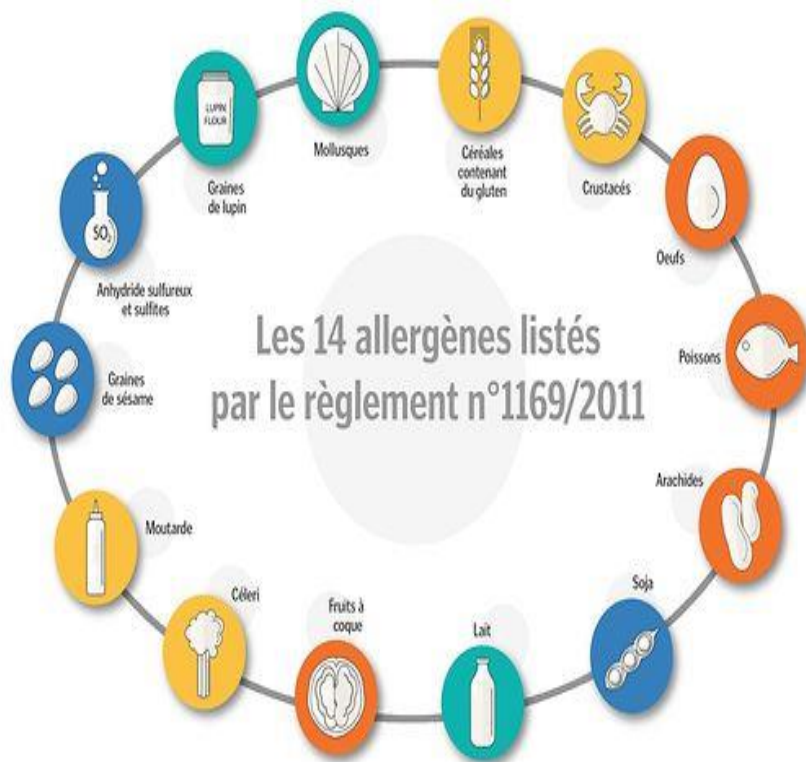 Les 14 allergènes listés
par le règlement n°1169/2011
Céréales
contenant
du gluten
Crustacés
Oeufs
Poissons
Arachides
Soja
Lait
Fruits à
coque
Céleri
Moutarde
Graines
de sésame
Anhydride sulfureux
et sulfites
SO₂
Graines
de lupin
LUPIN
FLOUR
Mollusques